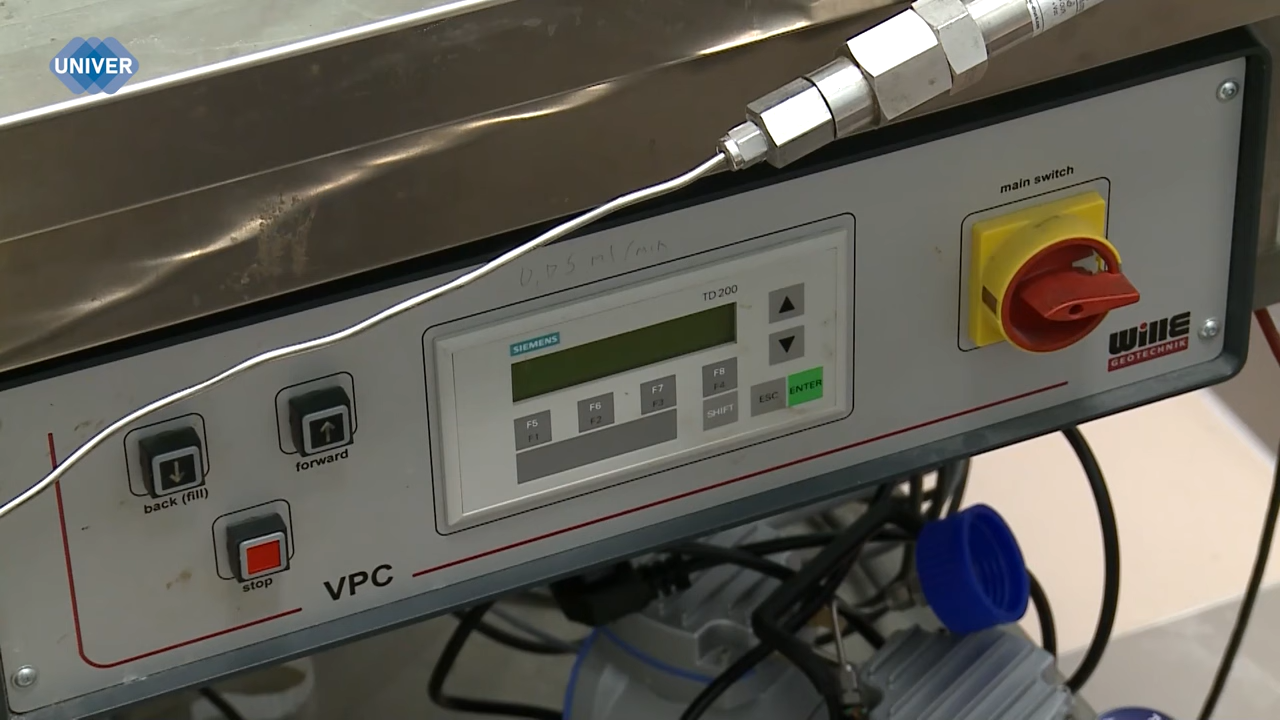 UNIVER
main switch
0,05 ml/min
TD 200
SIEMENS
wille
GEOTECHNIK
F8
F4
ENTER
F7
F3
ESC
F6
F2
SHIFT
F5
F1
forward
back (fill)
stop
VPC